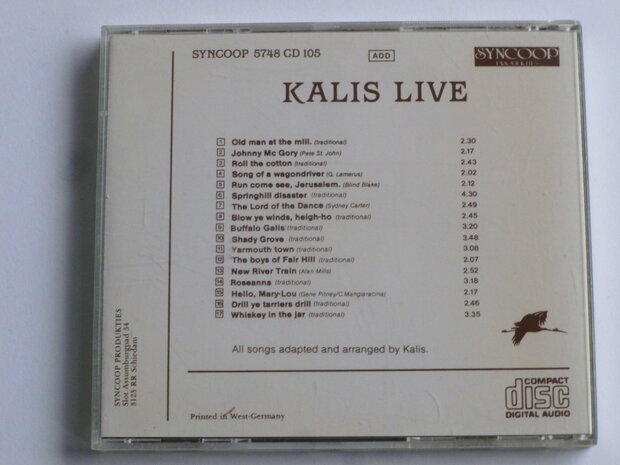 SYNCOOP 5748 CD 105
ADD
SYNCOOP
PRODUKTIES
KALIS LIVE
1 Old man at the mill. (traditional) 2.30
2 Johnny Mc Gory (Pete St. John) 2.17
3 Roll the cotton (traditional) 2.43
4 Song of a wagondriver (G. Lamerus) 2.02
5 Run come see, Jerusalem. (Blind Blake) 2.12
6 Springhill disaster (traditional) 4.30
7 The Lord of the Dance (Sydney Carter) 2.49
8 Blow ye winds, heigh-ho (traditional) 2.45
9 Buffalo Galls (traditional) 3.20
10 Shady Grove (traditional) 3.48
11 Yarmouth town (traditional) 3.08
12 The boys of Fair Hill (traditional) 2.07
13 New River Train (Alan Mills) 2.52
14 Roseanna (traditional) 3.18
15 Hello, Mary-Lou (Gene Pitney/C.Mangiaracina) 2.17
16 Drill ye tarriers drill (traditional) 2.46
17 Whiskey in the jar (traditional) 3.35
All songs adapted and arranged by Kalis.
SYNCOOP PRODUKTIES
Slot Assumburgpad 34
3123 RR Schiedam
Printed in West-Germany
COMPACT
disc
DIGITAL AUDIO